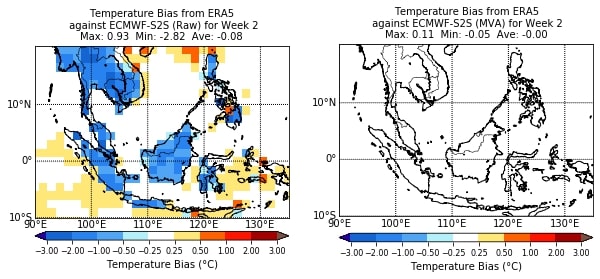 Temperature Bias from ERA5
against ECMWF-S2S (Raw) for Week 2
Max: 0.93 Min: -2.82 Ave: -0.08
10°N
0°
10°S
90°E 100°E 110°E 120°E 130°E
−3.00 −2.00 −1.00 −0.50 −0.25 0.25 0.50 1.00 2.00 3.00
Temperature Bias (°C)
Temperature Bias from ERA5
against ECMWF-S2S (MVA) for Week 2
Max: 0.11 Min: -0.05 Ave: -0.00
10°N
0°
10°S
90°E 100°E 110°E 120°E 130°E
−3.00 −2.00 −1.00 −0.50 −0.25 0.25 0.50 1.00 2.00 3.00
Temperature Bias (°C)